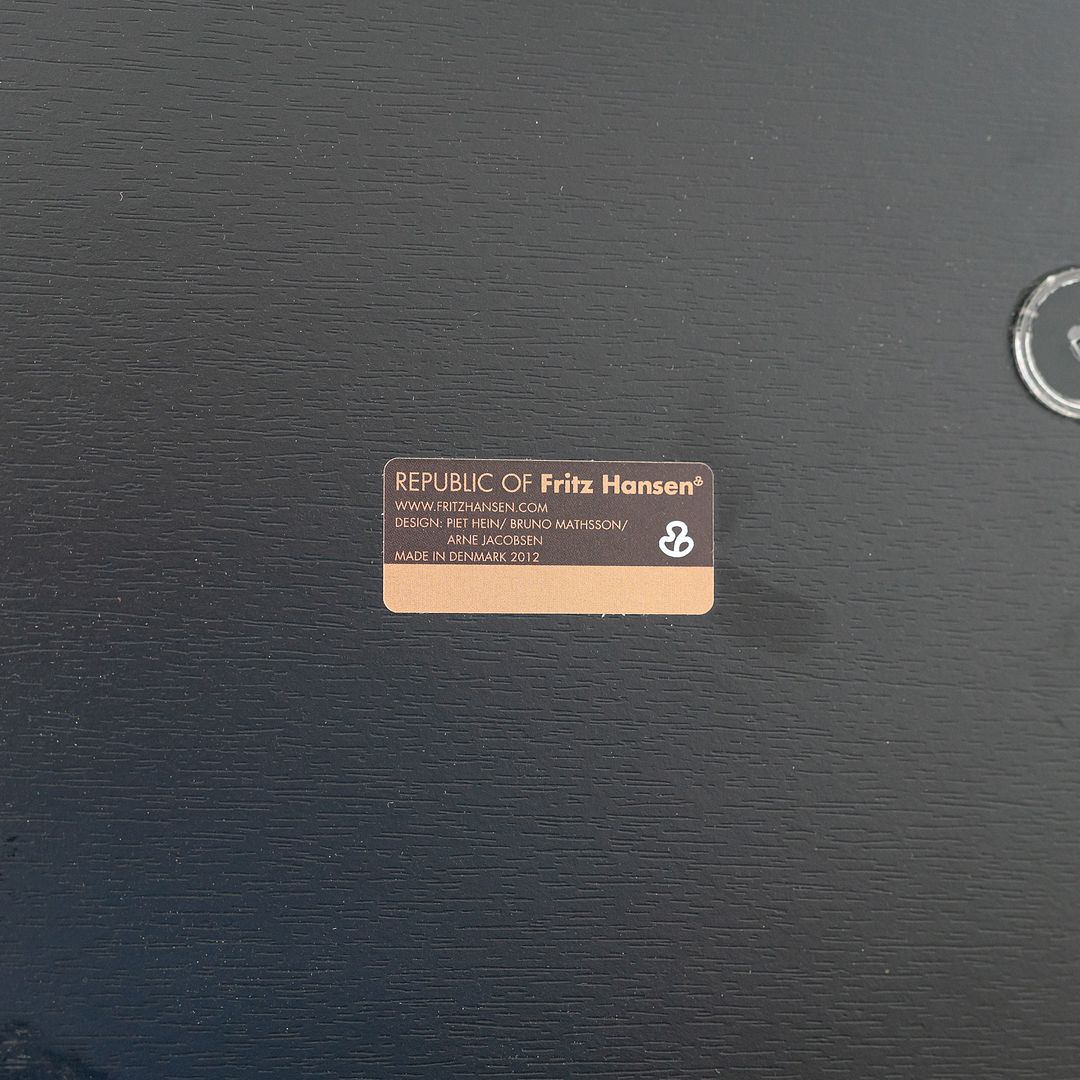 REPUBLIC OF Fritz Hansen
WWW.FRITZHANSEN.COM
DESIGN: PIET HEIN/ BRUNO MATHSSON/
ARNE JACOBSEN
MADE IN DENMARK 2012